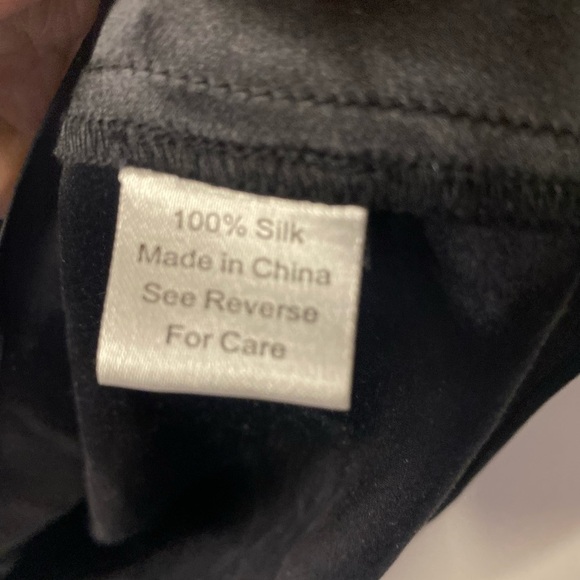 100% Silk
Made in China
See Reverse
For Care